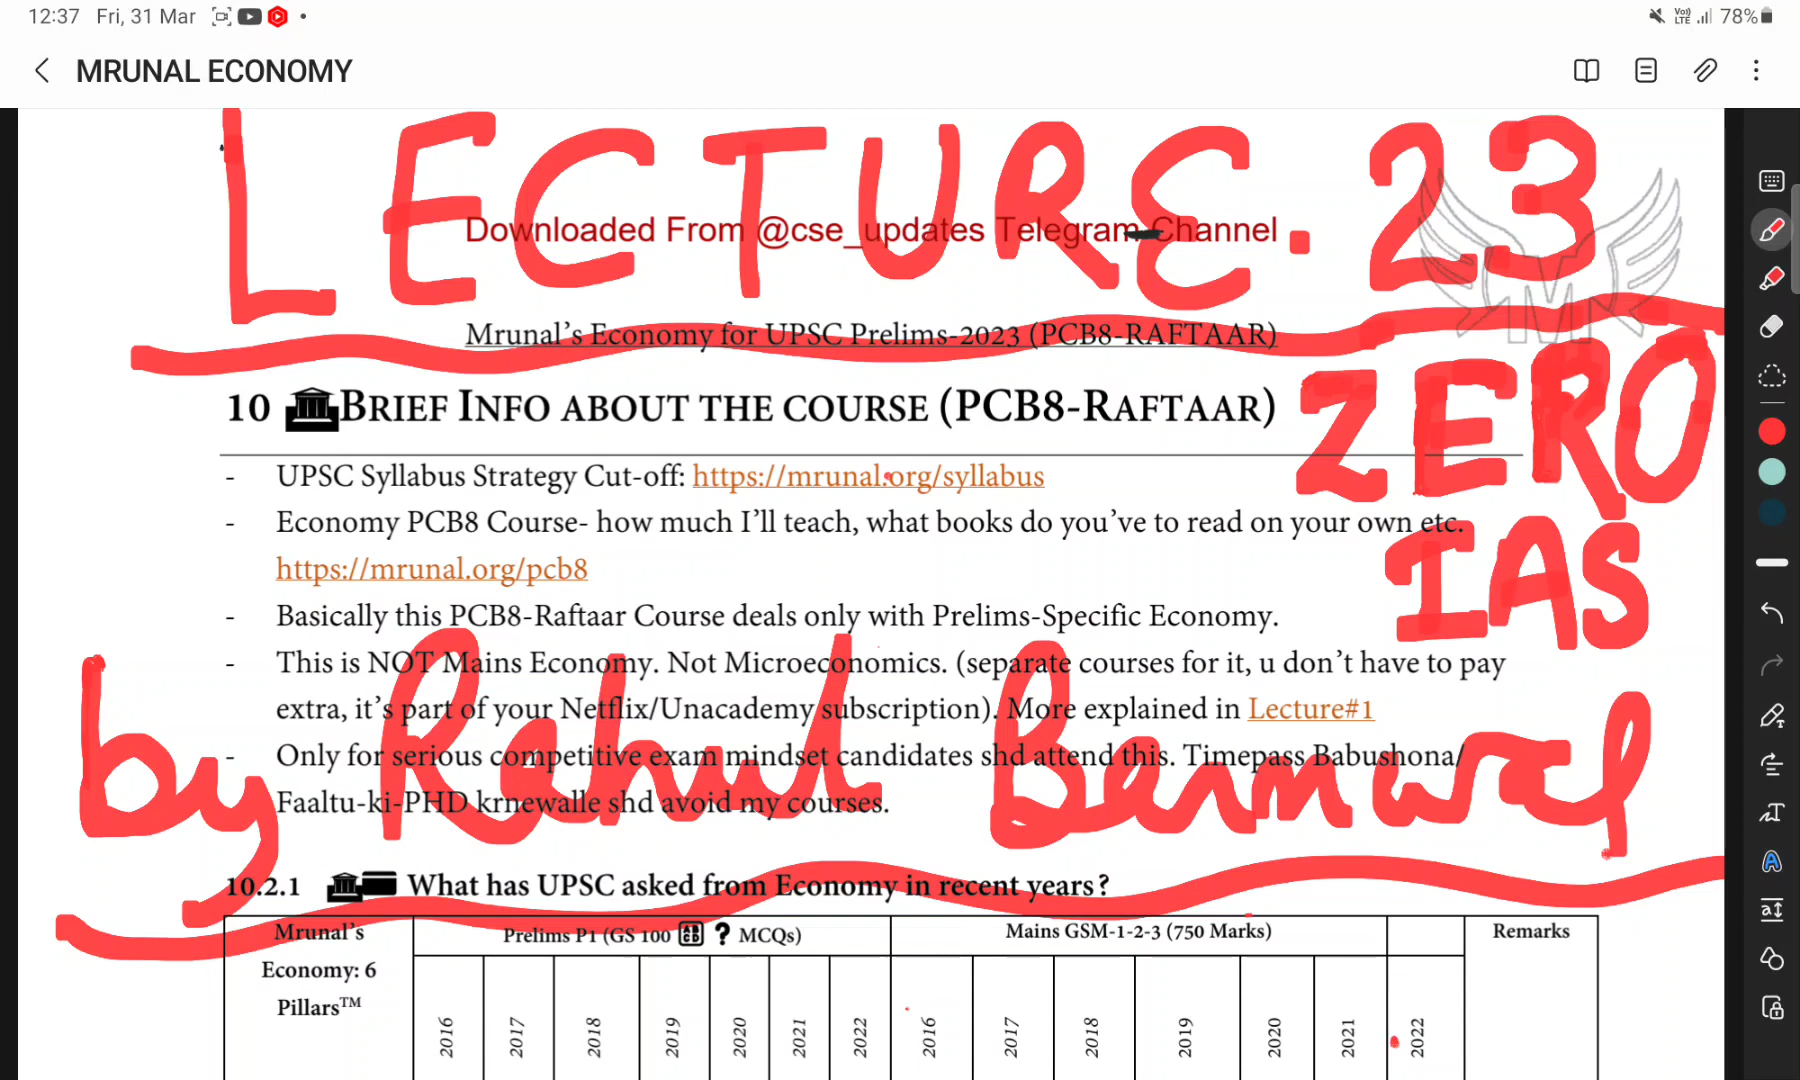 12:37 Fri, 31 Mar
78%
MRUNAL ECONOMY
LECTURE. 23
Downloaded From @cse_updates Telegram Channel
Mrunal’s Economy for UPSC Prelims-2023 (PCB8-RAFTAAR)
ZERO
IAS
10 BRIEF INFO ABOUT THE COURSE (PCB8-RAFTAAR)
- UPSC Syllabus Strategy Cut-off: https://mrunal.org/syllabus
- Economy PCB8 Course- how much I’ll teach, what books do you’ve to read on your own etc.
https://mrunal.org/pcb8
- Basically this PCB8-Raftaar Course deals only with Prelims-Specific Economy.
- This is NOT Mains Economy. Not Microeconomics. (separate courses for it, u don’t have to pay
extra, it’s part of your Netflix/Unacademy subscription). More explained in Lecture#1
- Only for serious competitive exam mindset candidates shd attend this. Timepass Babushona/
Faaltu-ki-PHD krnewalle shd avoid my courses.
by Rahul
10.2.1 What has UPSC asked from Economy in recent years?
Mrunal’s
Economy: 6
Pillars™
Prelims P1 (GS 100 ABCD ? MCQs)
Mains GSM-1-2-3 (750 Marks)
Remarks
2016 2017 2018 2019 2020 2021 2022 2016 2017 2018 2019 2020 2021 2022